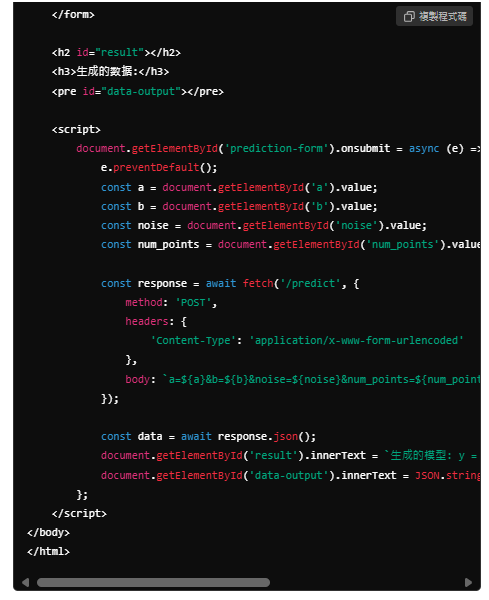 </form>
複製程式碼
<h2 id="result"></h2>
<h3>生成的数据:</h3>
<pre id="data-output"></pre>
<script>
document.getElementById('prediction-form').onsubmit = async (e) =>
e.preventDefault();
const a = document.getElementById('a').value;
const b = document.getElementById('b').value;
const noise = document.getElementById('noise').value;
const num_points = document.getElementById('num_points').value
const response = await fetch('/predict', {
method: 'POST',
headers: {
'Content-Type': 'application/x-www-form-urlencoded'
},
body: `a=${a}&b=${b}&noise=${noise}&num_points=${num_point
});
const data = await response.json();
document.getElementById('result').innerText = `生成的模型: y =
document.getElementById('data-output').innerText = JSON.string
};
</script>
</body>
</html>